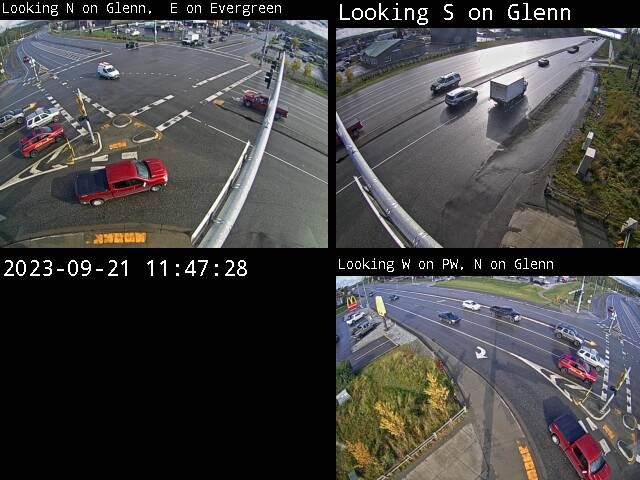 Looking N on Glenn,  E on Evergreen
Looking S on Glenn
2023-09-21 11:47:28
Looking W on PW, N on Glenn